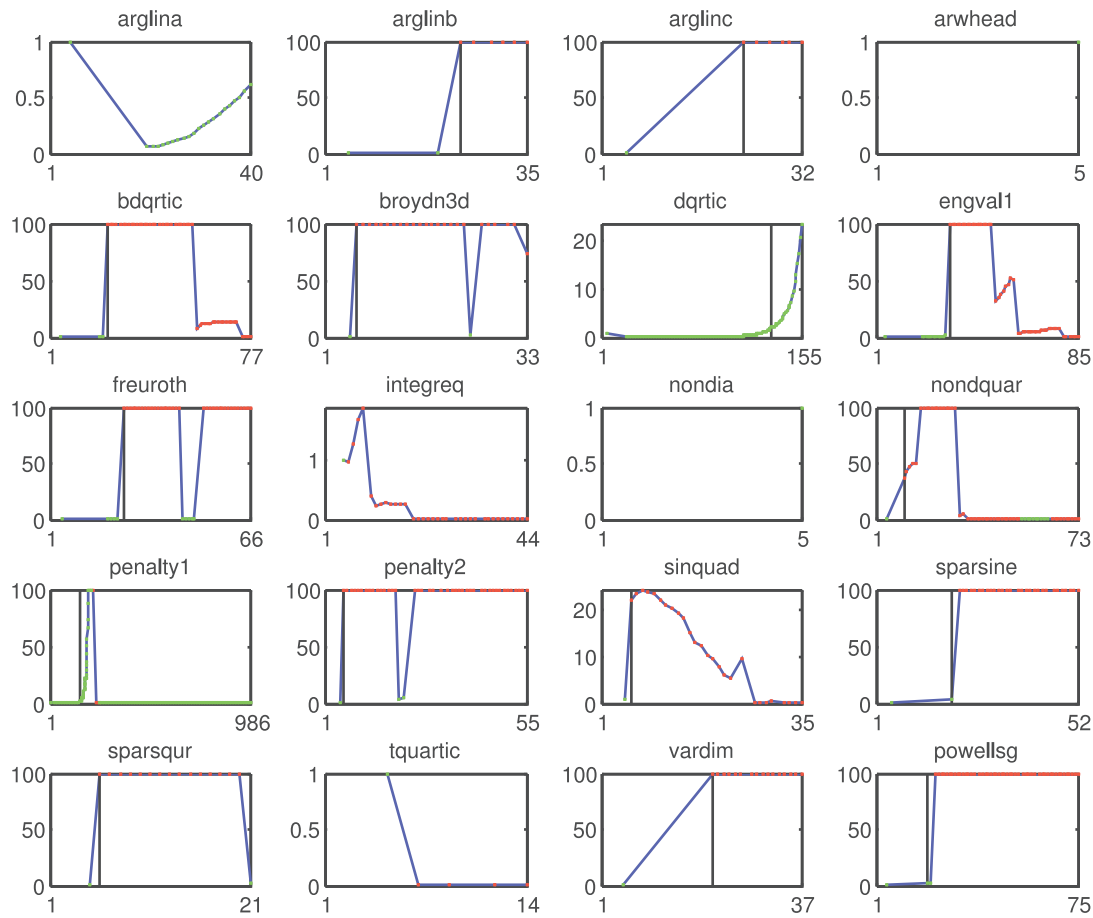 arglina arglinb arglinc arwhead
1 100 100 1
0.5 50 50 0.5
0 0 0 0
1 40 1 35 1 32 1 5
bdqrtic broydn3d dqrtic engval1
100 100 20 100
50 50 10 50
0 0 0 0
1 77 1 33 1 155 1 85
freuroth integreq nondia nondquar
100 1 100
50 1 0.5 50
0 0 0 0
1 66 1 44 1 5 1 73
penalty1 penalty2 sinquad sparsine
100 100 20 100
50 50 10 50
0 0 0 0
1 986 1 55 1 35 1 52
sparsqur tquartic vardim powellsg
100 1 100 100
50 0.5 50 50
0 0 0 0
1 21 1 14 1 37 1 75